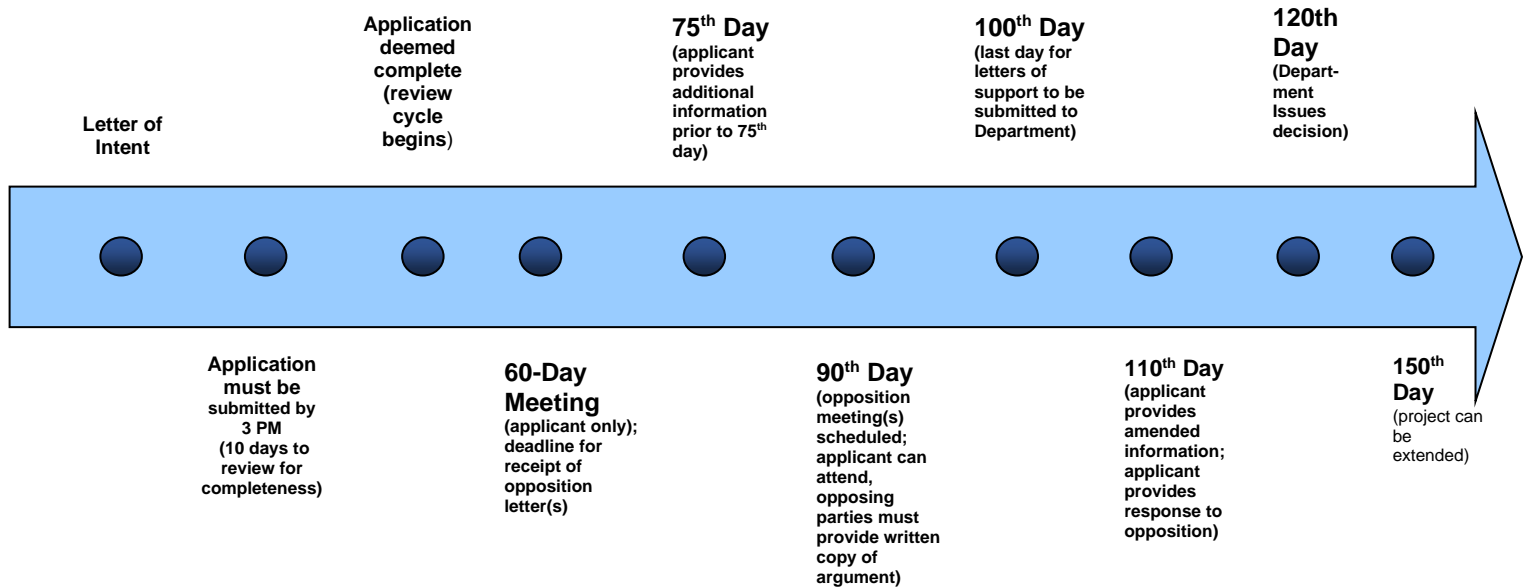 Letter of
Intent
Application
must be
submitted by
3 PM
(10 days to
review for
completeness)
Application
deemed
complete
(review
cycle
begins)
60-Day
Meeting
(applicant only);
deadline for
receipt of
opposition
letter(s)
75th Day
(applicant
provides
additional
information
prior to 75th
day)
90th Day
(opposition
meeting(s)
scheduled;
applicant can
attend,
opposing
parties must
provide written
copy of
argument)
100th Day
(last day for
letters of
support to be
submitted to
Department)
110th Day
(applicant
provides
amended
information;
applicant
provides
response to
opposition)
120th
Day
(Depart-
ment
Issues
decision)
150th
Day
(project can
be
extended)